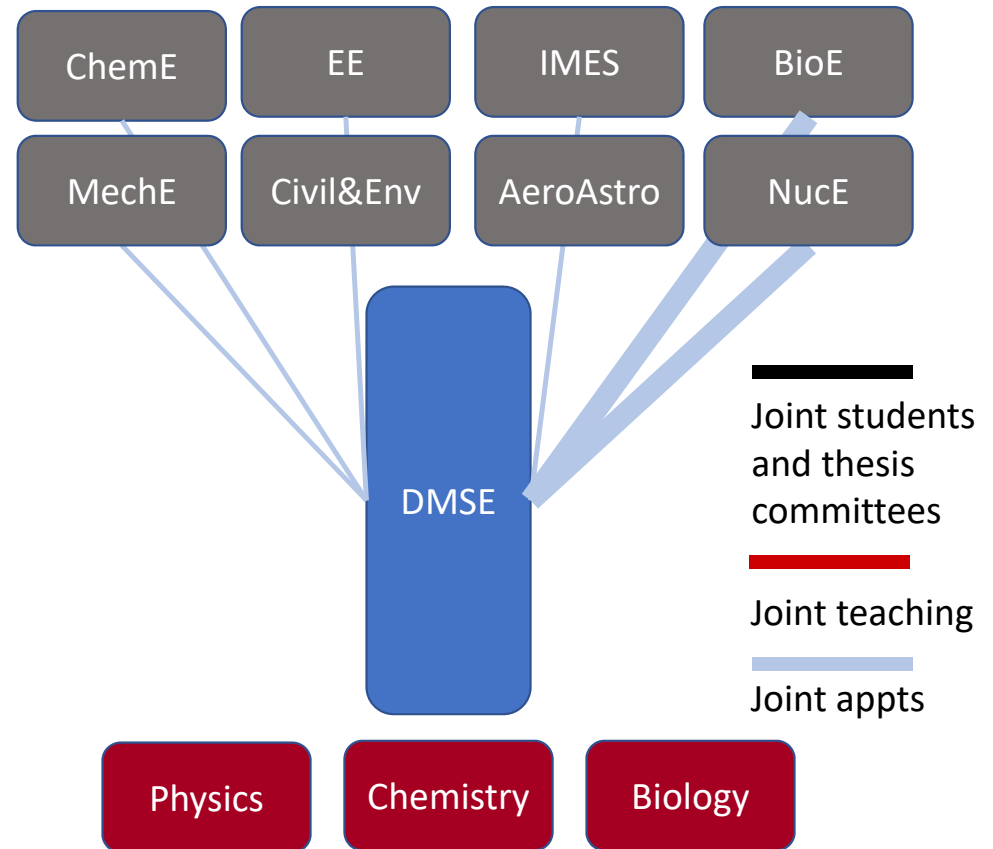 ChemE
EE
IMES
BioE
MechE
Civil&Env
AeroAstro
NucE
DMSE
Joint students
and thesis
committees
Joint teaching
Joint appts
Physics
Chemistry
Biology